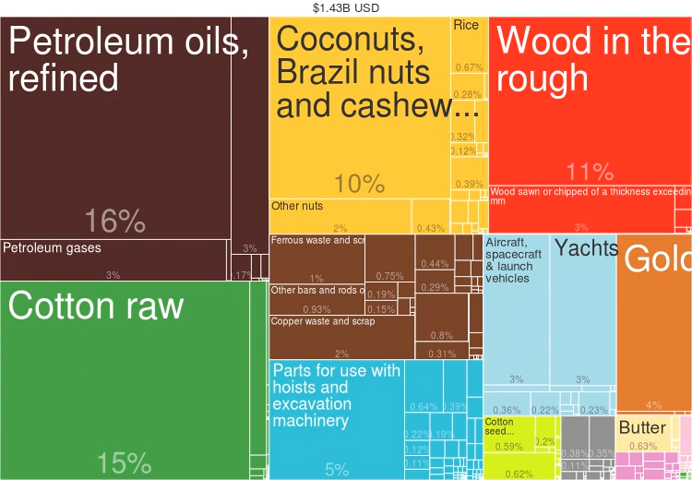 $1.43B USD
Petroleum oils,
refined
16%
3%
Petroleum gases
3%
0.17%
Cotton raw
15%
Coconuts,
Brazil nuts
and cashew...
10%
Rice
0.67%
0.28%
0.32%
0.12%
0.39%
Other nuts
2%
0.43%
Wood in the
rough
11%
Wood sawn or chipped of a thickness exceedin
mm
3%
Ferrous waste and scr
1%
0.75%
0.44%
0.29%
Other bars and rods o
0.93%
0.19%
0.15%
Copper waste and scrap
2%
0.8%
0.31%
Aircraft,
spacecraft
& launch
vehicles
3%
Yachts
3%
0.36%
0.22%
0.23%
Gold
4%
Parts for use with
hoists and
excavation
machinery
5%
0.64%
0.39%
0.22%
0.19%
0.12%
0.11%
Cotton
seed...
0.59%
0.2%
0.62%
0.38%
0.35%
0.11%
Butter
0.63%